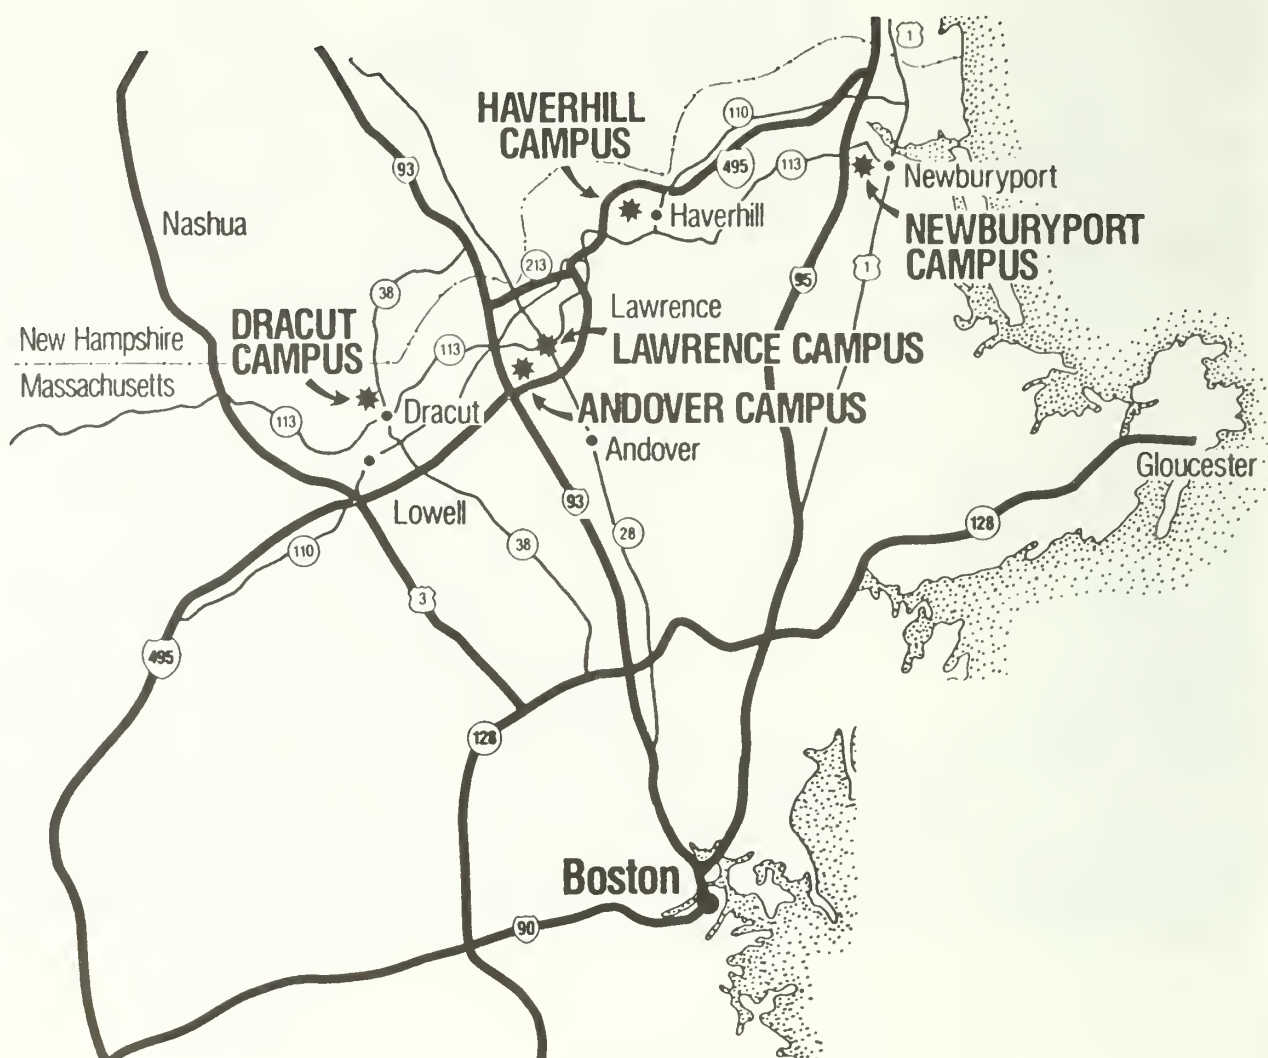 1
HAVERHILL
CAMPUS
110
93
495
113
Newburyport
Haverhill
Nashua
NEWBURYPORT
CAMPUS
213
1
38
95
Lawrence
New Hampshire
DRACUT
CAMPUS
113
LAWRENCE CAMPUS
Massachusetts
113
Dracut
ANDOVER CAMPUS
Andover
Gloucester
93
Lowell
128
28
38
110
3
495
128
Boston
90